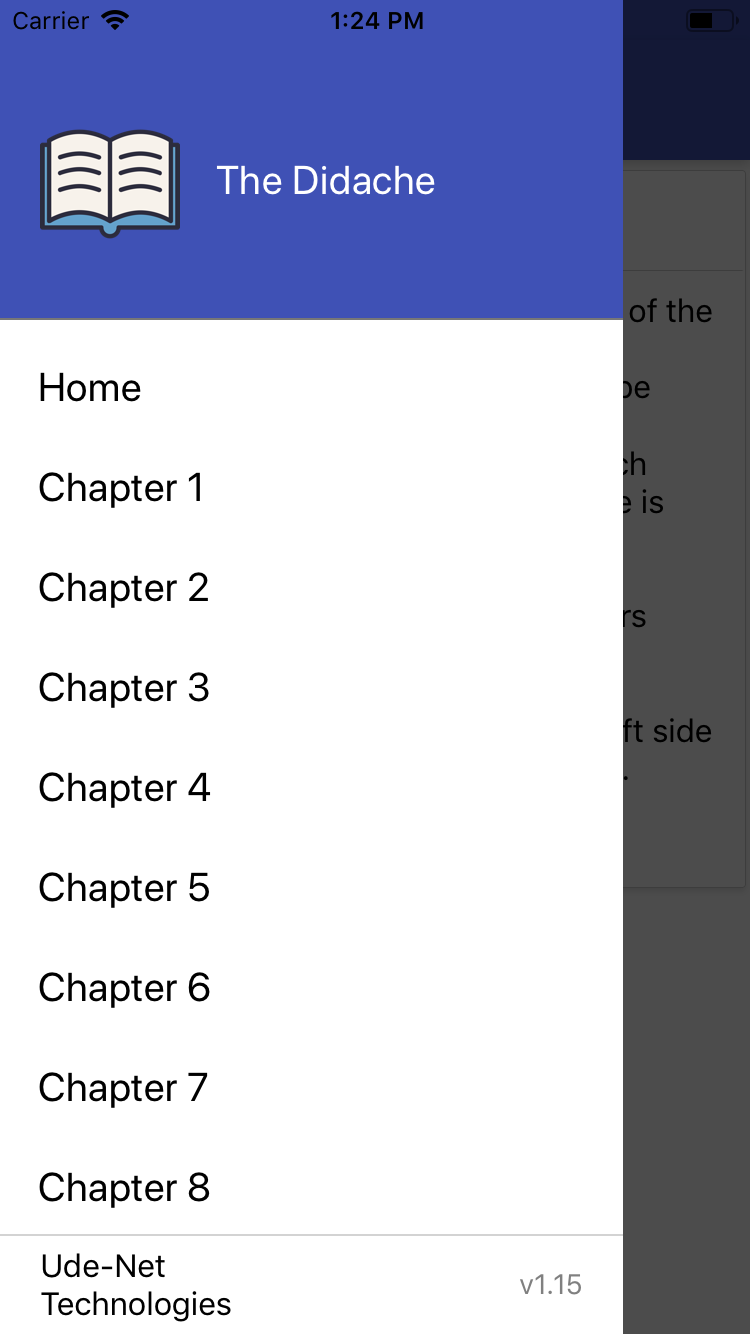 Carrier 1:24 PM
The Didache
of the
Home
be
Chapter 1
ch
is
Chapter 2
rs
Chapter 3
ft side
Chapter 4
.
Chapter 5
Chapter 6
Chapter 7
Chapter 8
Ude-Net
Technologies
v1.15